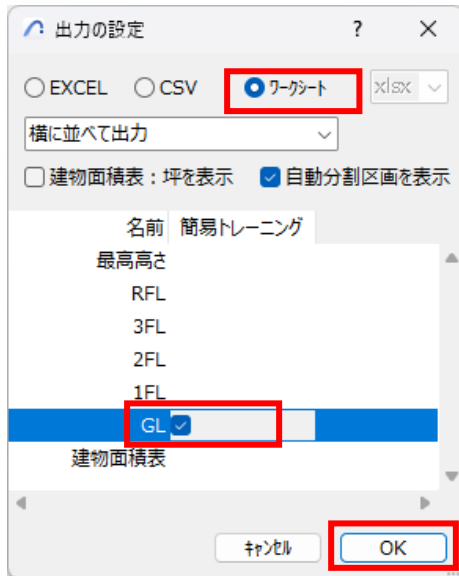 出力の設定 ? ×
EXCEL CSV ワークシート xlsx
横に並べて出力
建物面積表：坪を表示 自動分割区画を表示
名前 簡易トレーニング
最高高さ
RFL
3FL
2FL
1FL
GL
建物面積表
キャンセル OK